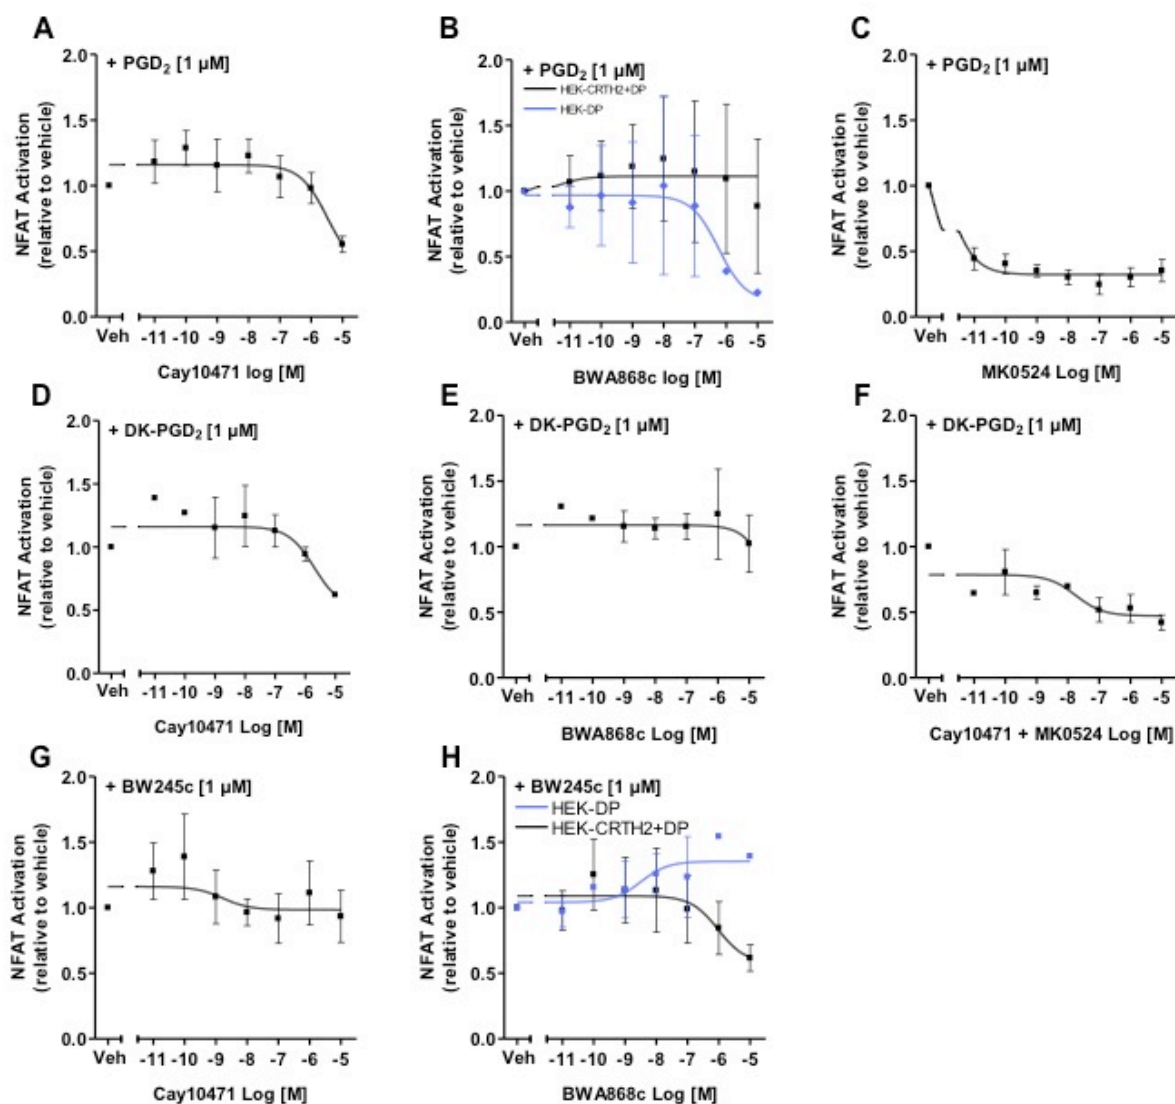 A
+ PGD₂ [1 µM]
NFAT Activation
(relative to vehicle)
2.0
1.5
1.0
0.5
0.0
Veh -11 -10 -9 -8 -7 -6 -5
Cay10471 log [M]
B
+ PGD₂ [1 µM]
HEK-CRTH2+DP
HEK-DP
NFAT Activation
(relative to vehicle)
2.0
1.5
1.0
0.5
0.0
Veh -11 -10 -9 -8 -7 -6 -5
BWA868c log [M]
C
+ PGD₂ [1 µM]
NFAT Activation
(relative to vehicle)
2.0
1.5
1.0
0.5
0.0
Veh -11 -10 -9 -8 -7 -6 -5
MK0524 Log [M]
D
+ DK-PGD₂ [1 µM]
NFAT Activation
(relative to vehicle)
2.0
1.5
1.0
0.5
0.0
Veh -11 -10 -9 -8 -7 -6 -5
Cay10471 Log [M]
E
+ DK-PGD₂ [1 µM]
NFAT Activation
(relative to vehicle)
2.0
1.5
1.0
0.5
0.0
Veh -11 -10 -9 -8 -7 -6 -5
BWA868c Log [M]
F
+ DK-PGD₂ [1 µM]
NFAT Activation
(relative to vehicle)
2.0
1.5
1.0
0.5
0.0
Veh -11 -10 -9 -8 -7 -6 -5
Cay10471 + MK0524 Log [M]
G
+ BW245c [1 µM]
NFAT Activation
(relative to vehicle)
2.0
1.5
1.0
0.5
0.0
Veh -11 -10 -9 -8 -7 -6 -5
Cay10471 Log [M]
H
+ BW245c [1 µM]
HEK-DP
HEK-CRTH2+DP
NFAT Activation
(relative to vehicle)
2.0
1.5
1.0
0.5
0.0
Veh -11 -10 -9 -8 -7 -6 -5
BWA868c Log [M]